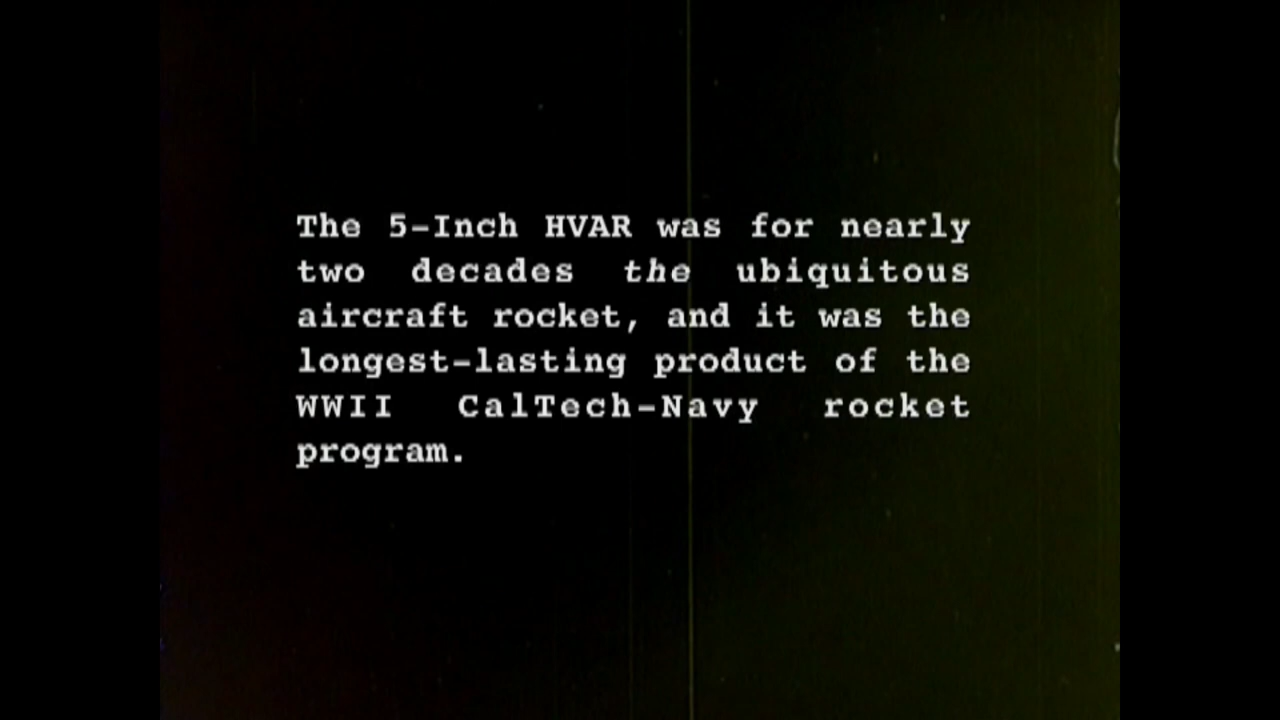 The 5-Inch HVAR was for nearly
two decades the ubiquitous
aircraft rocket, and it was the
longest-lasting product of the
WWII CalTech-Navy rocket
program.